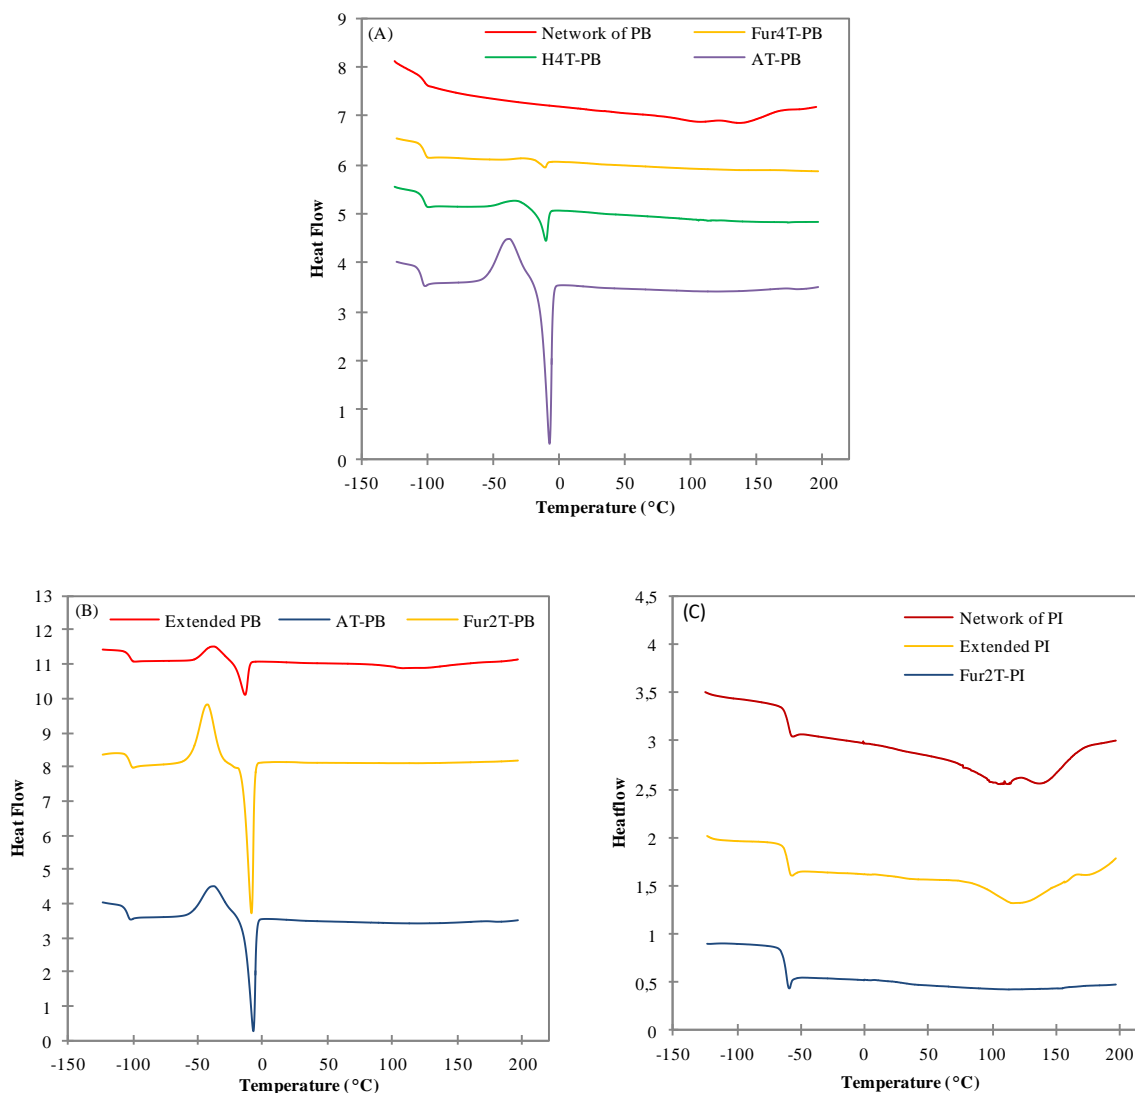 (A)
Network of PB
Fur4T-PB
H4T-PB
AT-PB
9
8
7
6
5
4
3
2
1
0
Heat Flow
-150 -100 -50 0 50 100 150 200
Temperature (°C)
(B)
Extended PB
AT-PB
Fur2T-PB
13
12
11
10
9
8
7
6
5
4
3
2
1
0
Heat Flow
-150 -100 -50 0 50 100 150 200
Temperature (°C)
(C)
Network of PI
Extended PI
Fur2T-PI
4,5
4
3,5
3
2,5
2
1,5
1
0,5
0
Heatflow
-150 -100 -50 0 50 100 150 200
Temperature (°C)